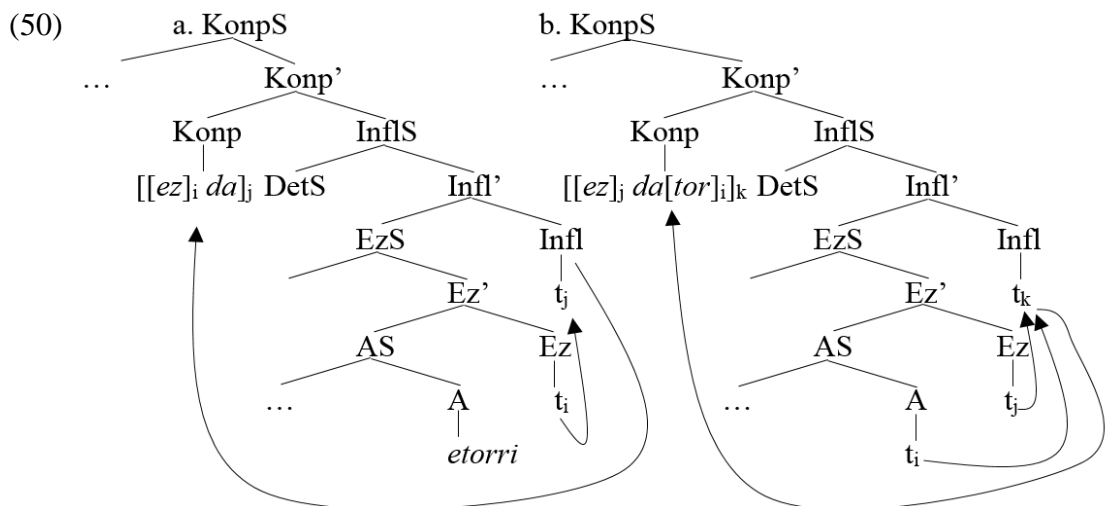 (50) a. KonpS b. KonpS
… Konp’ … Konp’
Konp InflS Konp InflS
[[ez]i da]j DetS Infl’ [[ez]j da[tor]i]k DetS Infl’
EzS Infl EzS Infl
Ez’ tj Ez’ tk
AS Ez AS Ez
… A ti … A tj
etorri ti